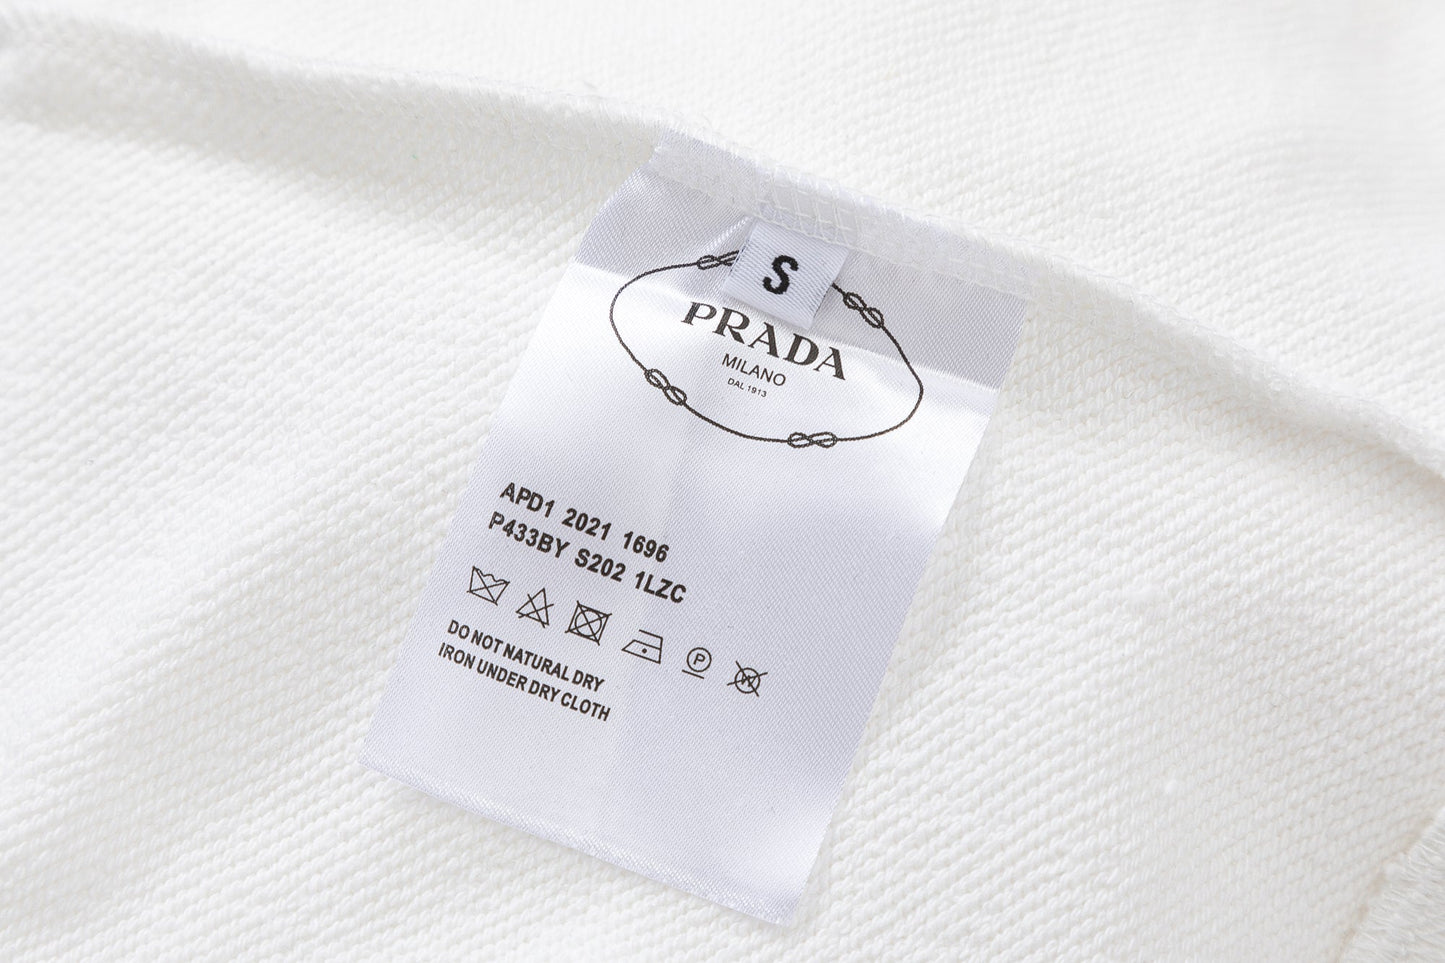 S
PRADA
MILANO
DAL 1913
APD1 2021 1696
P433BY S202 1LZC
P W
DO NOT NATURAL DRY
IRON UNDER DRY CLOTH